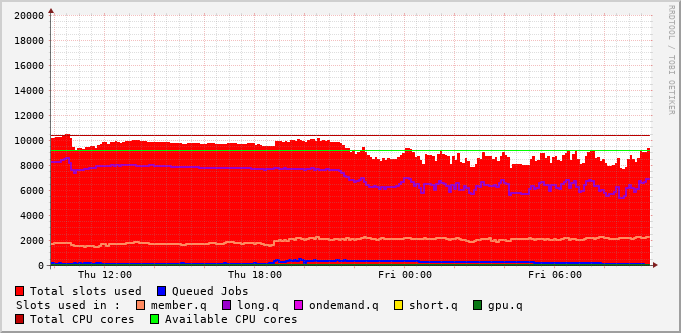 RRDTOOL / TOBI OETIKER
20000
18000
16000
14000
12000
10000
8000
6000
4000
2000
0
Thu 12:00 Thu 18:00 Fri 00:00 Fri 06:00
Total slots used Queued Jobs
Slots used in : member.q long.q ondemand.q short.q gpu.q
Total CPU cores Available CPU cores